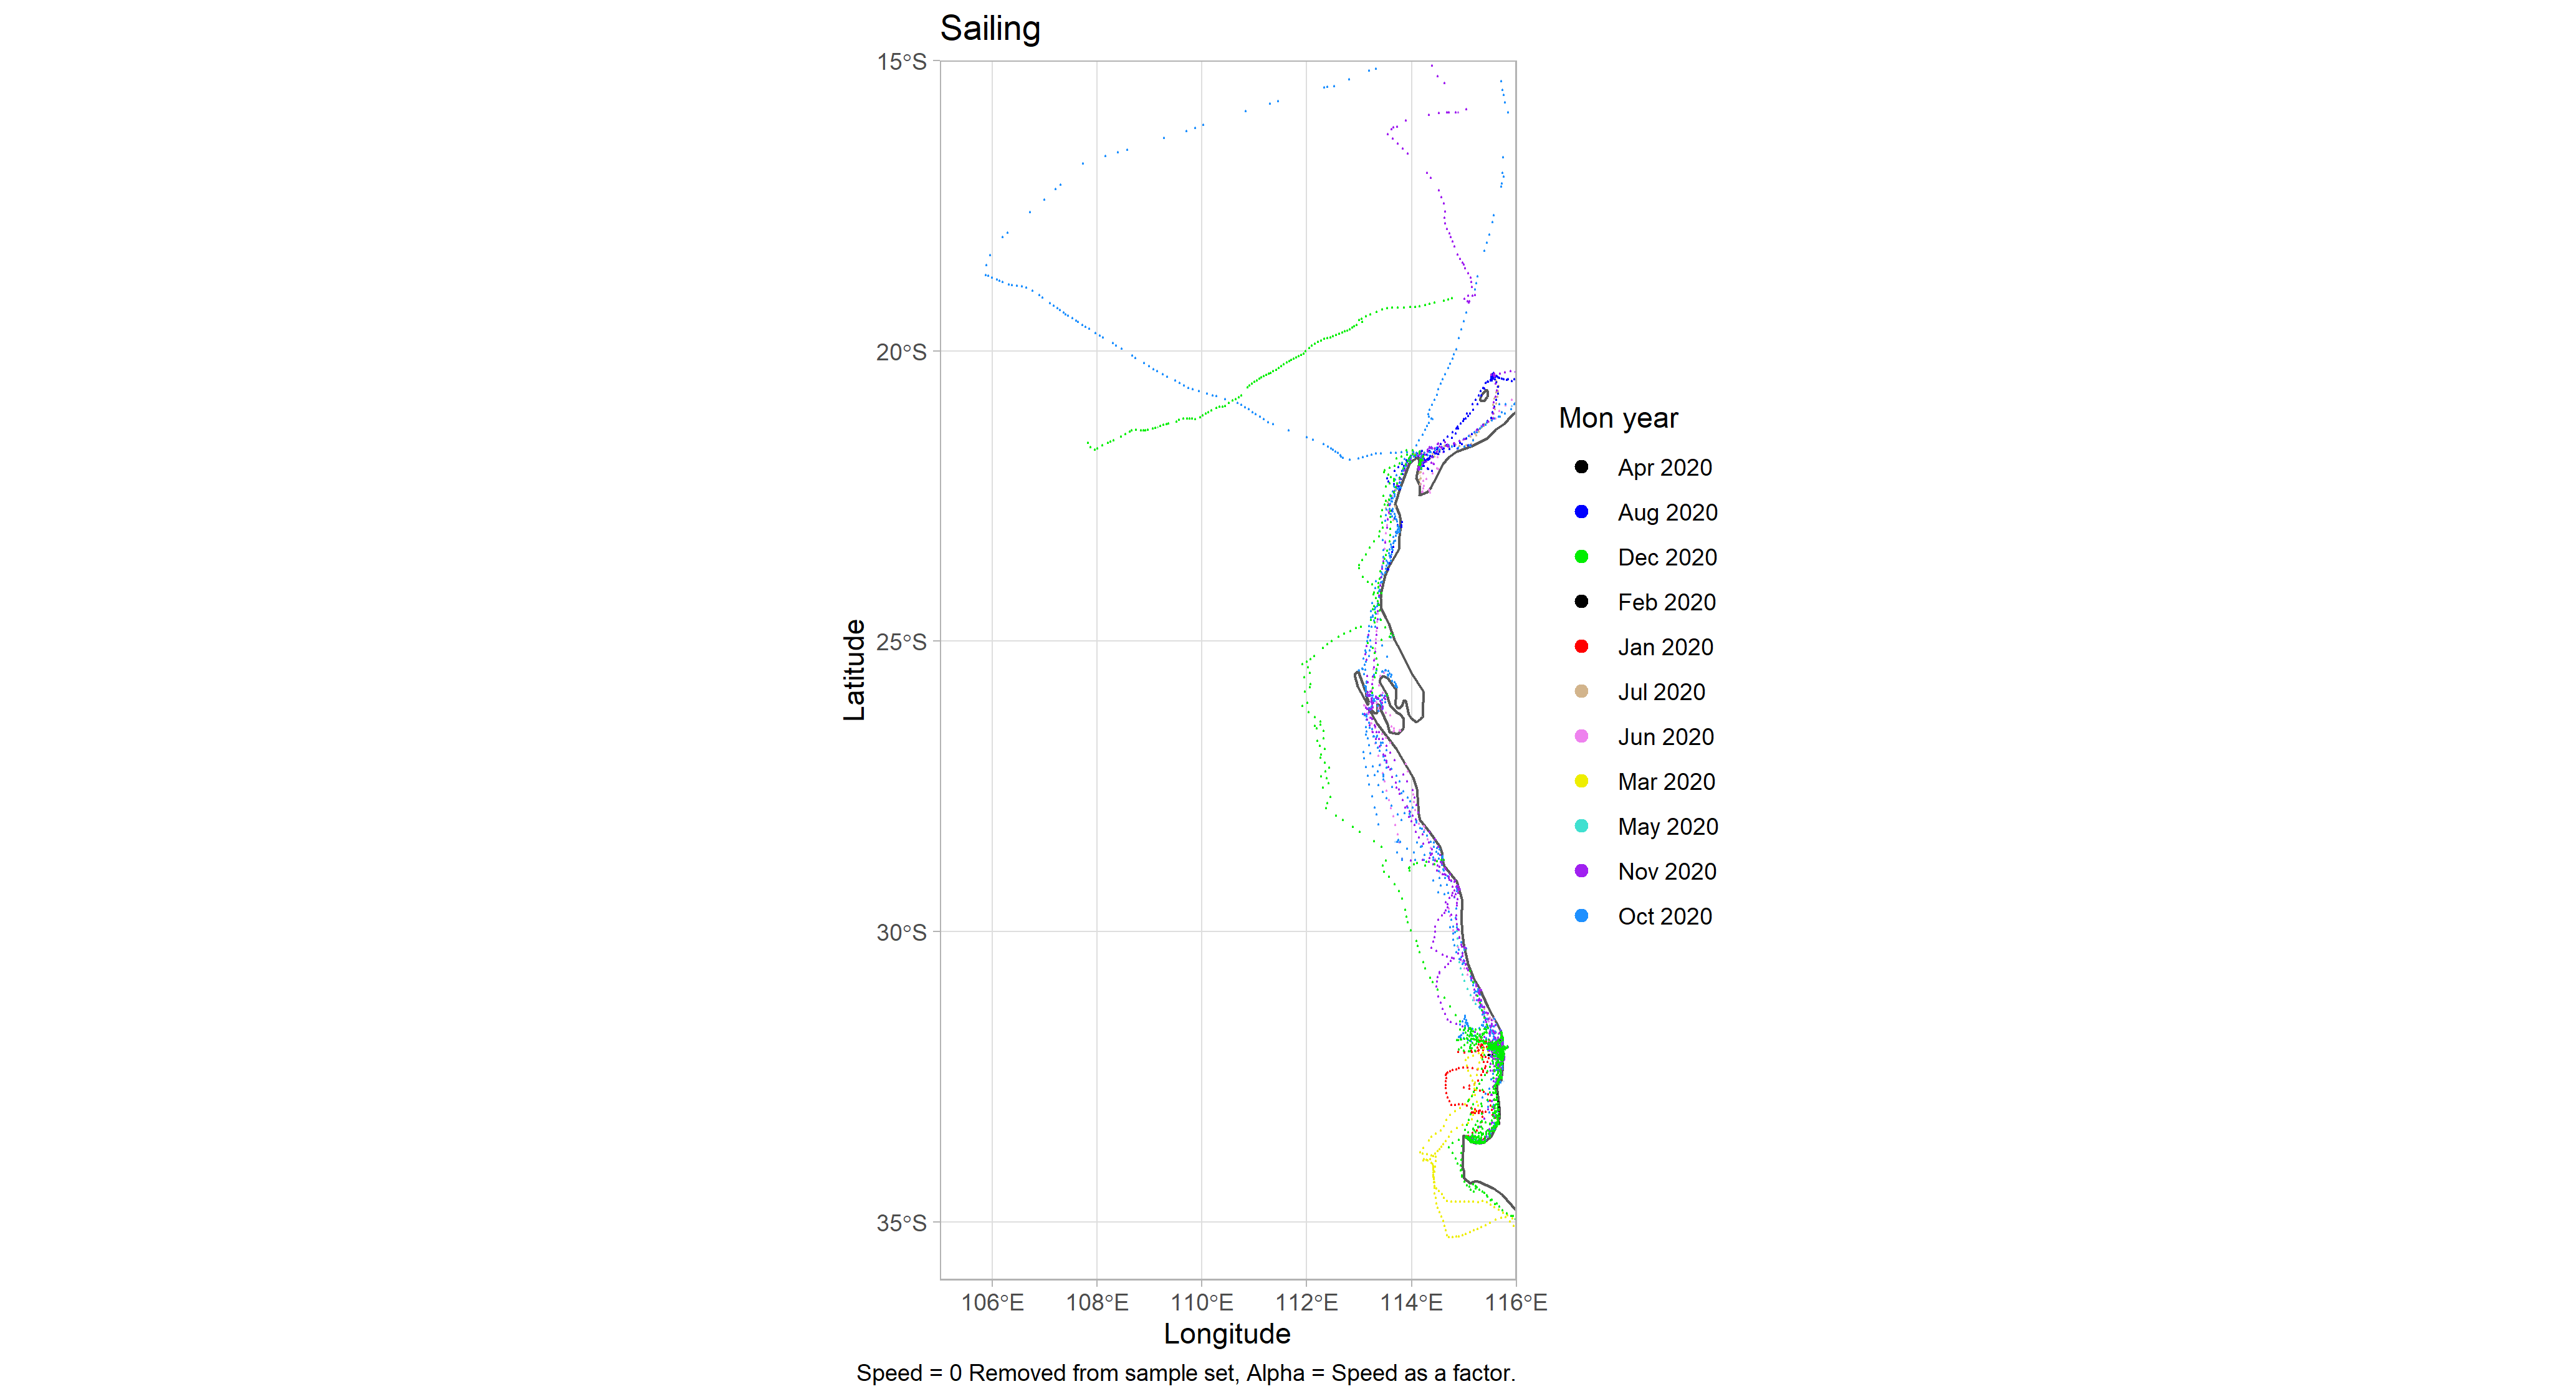 Sailing
15°S
20°S
25°S
30°S
35°S
Latitude
106°E 108°E 110°E 112°E 114°E 116°E
Longitude
Speed = 0 Removed from sample set, Alpha = Speed as a factor.
Mon year
Apr 2020
Aug 2020
Dec 2020
Feb 2020
Jan 2020
Jul 2020
Jun 2020
Mar 2020
May 2020
Nov 2020
Oct 2020